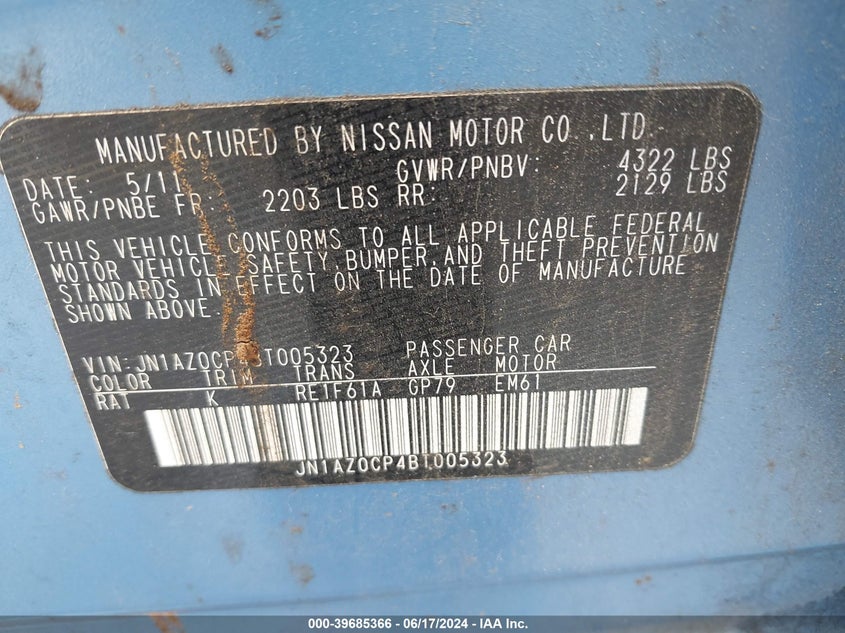 MANUFACTURED BY NISSAN MOTOR CO.,LTD.
DATE: 5/11 GVWR/PNBV: 4322 LBS
GAWR/PNBE FR: 2203 LBS RR: 2129 LBS
THIS VEHICLE CONFORMS TO ALL APPLICABLE FEDERAL
MOTOR VEHICLE SAFETY, BUMPER, AND THEFT PREVENTION
STANDARDS IN EFFECT ON THE DATE OF MANUFACTURE
SHOWN ABOVE.
VIN: JN1AZ0CP4BT005323 PASSENGER CAR
COLOR TRIM TRANS AXLE MOTOR
RAT K RE1F61A GP79 EM61
JN1AZ0CP4BT005323
000-39685366 - 06/17/2024 - IAA, Inc.